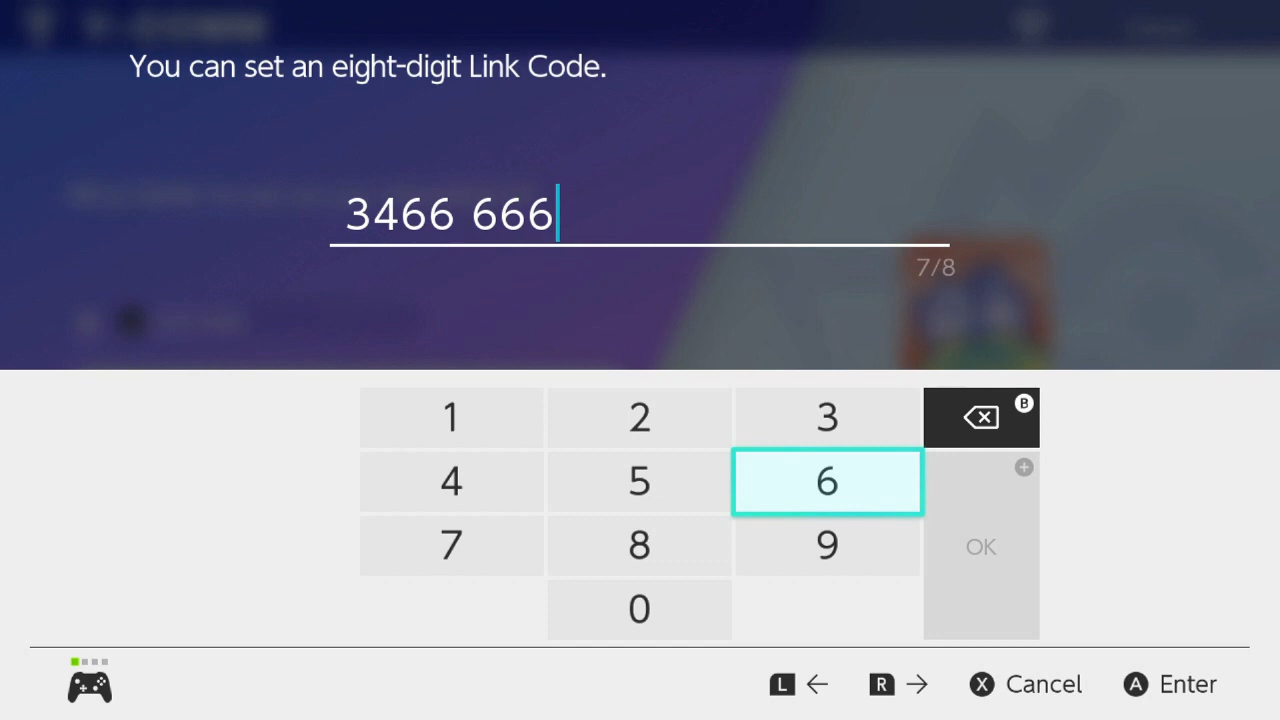 You can set an eight-digit Link Code.
3466 666
7/8
1 2 3 B
4 5 6 +
7 8 9 OK
0
L ← R → X Cancel A Enter